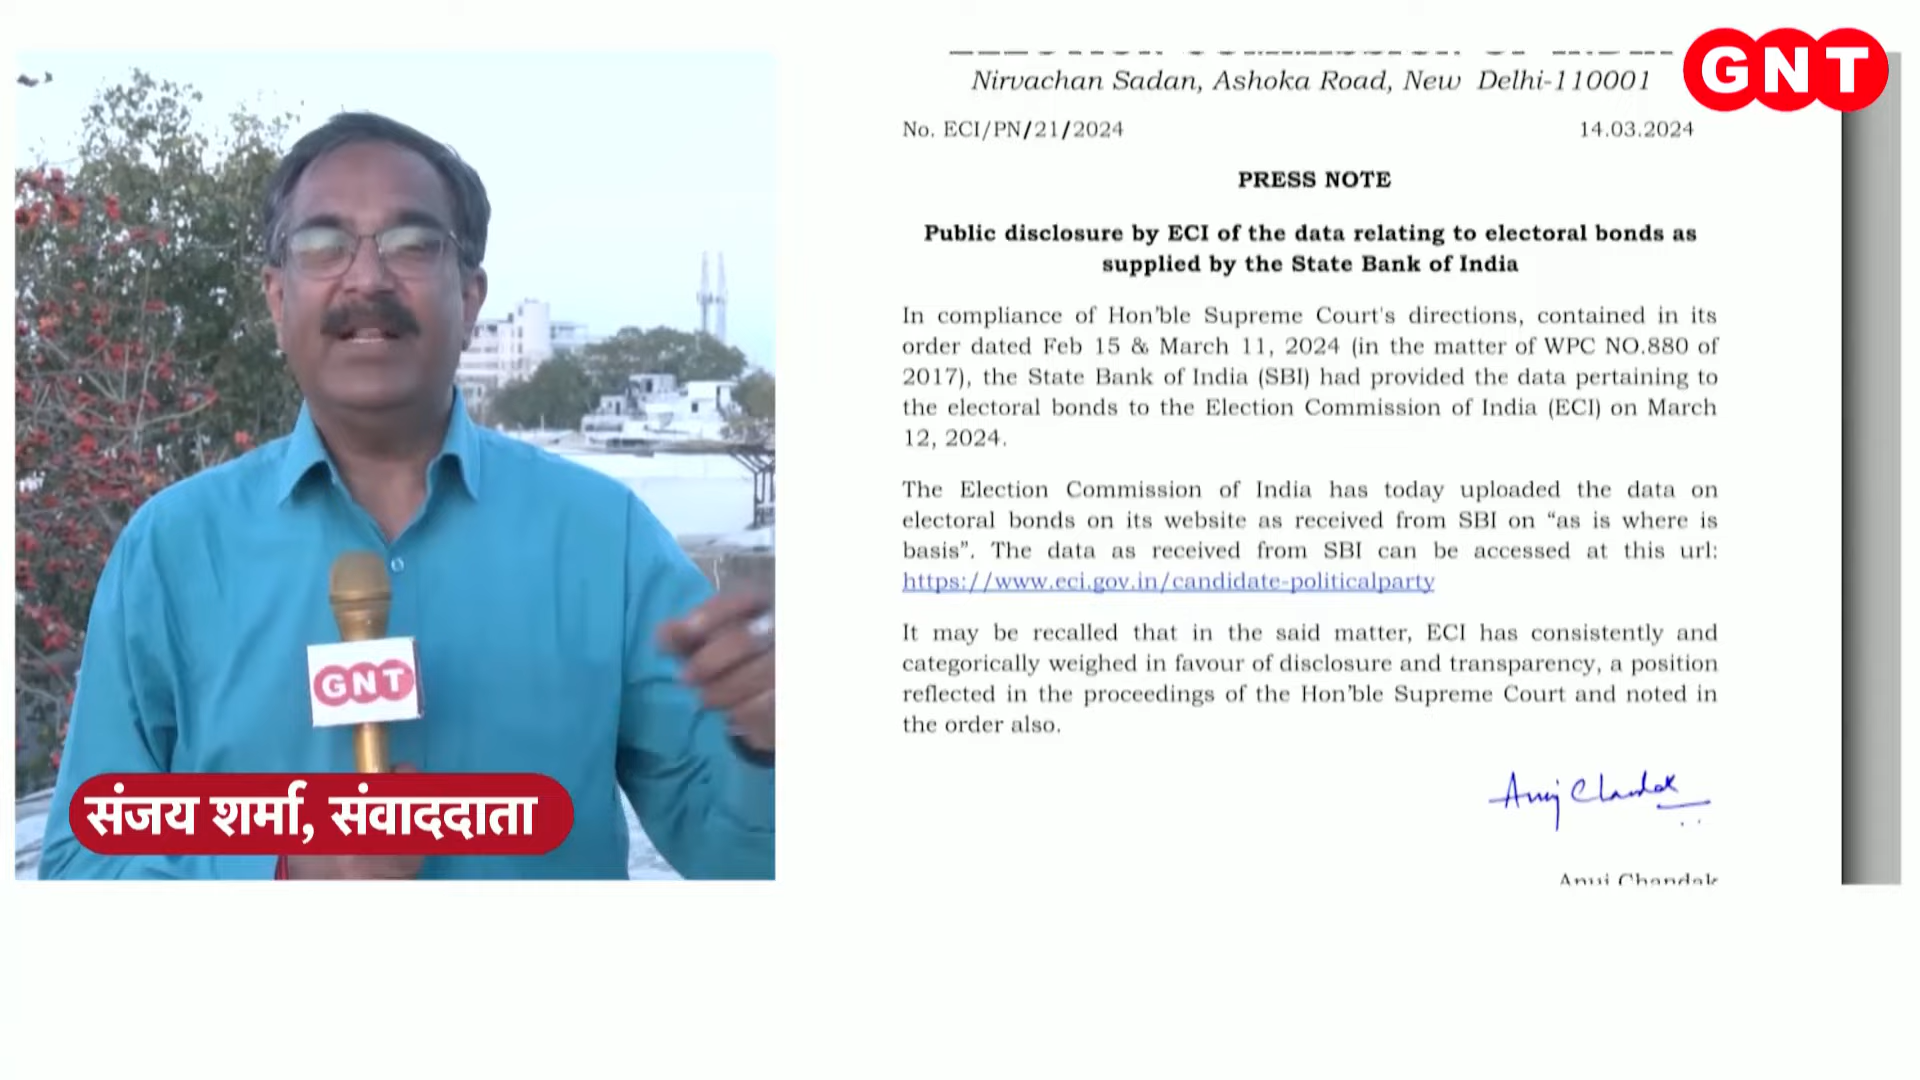 GNT
Nirvachan Sadan, Ashoka Road, New Delhi-110001
No. ECI/PN/21/2024 14.03.2024
PRESS NOTE
Public disclosure by ECI of the data relating to electoral bonds as
supplied by the State Bank of India
In compliance of Hon'ble Supreme Court's directions, contained in its
order dated Feb 15 & March 11, 2024 (in the matter of WPC NO.880 of
2017), the State Bank of India (SBI) had provided the data pertaining to
the electoral bonds to the Election Commission of India (ECI) on March
12, 2024.
The Election Commission of India has today uploaded the data on
electoral bonds on its website as received from SBI on “as is where is
basis”. The data as received from SBI can be accessed at this url:
https://www.eci.gov.in/candidate-politicalparty
It may be recalled that in the said matter, ECI has consistently and
categorically weighed in favour of disclosure and transparency, a position
reflected in the proceedings of the Hon'ble Supreme Court and noted in
the order also.
Anuj Chandak
Anuj Chandak
GNT
संजय शर्मा, संवाददाता